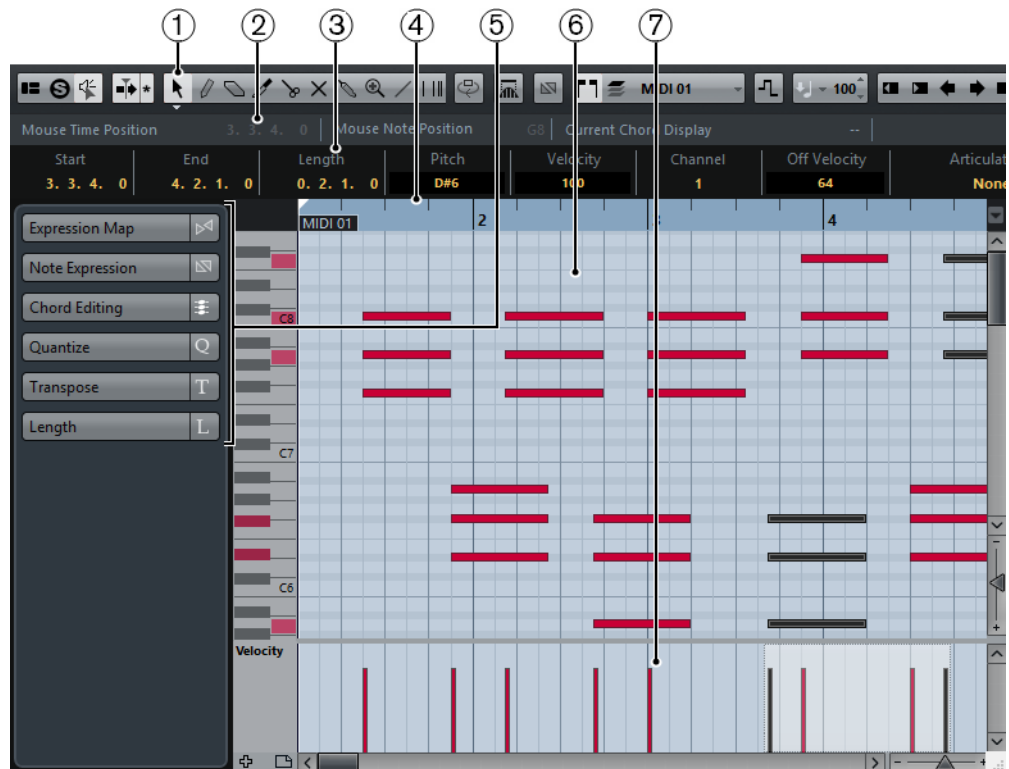 1 2 3 4 5 6 7
MIDI 01 100
Mouse Time Position 3. 3. 4. 0 Mouse Note Position G8 Current Chord Display --
Start End Length Pitch Velocity Channel Off Velocity Articulat
3. 3. 4. 0 4. 2. 1. 0 0. 2. 1. 0 D#6 100 1 64 None
MIDI 01 2 3 4
Expression Map
Note Expression
Chord Editing
C8
Quantize Q
Transpose T
Length L
C7
C6
Velocity